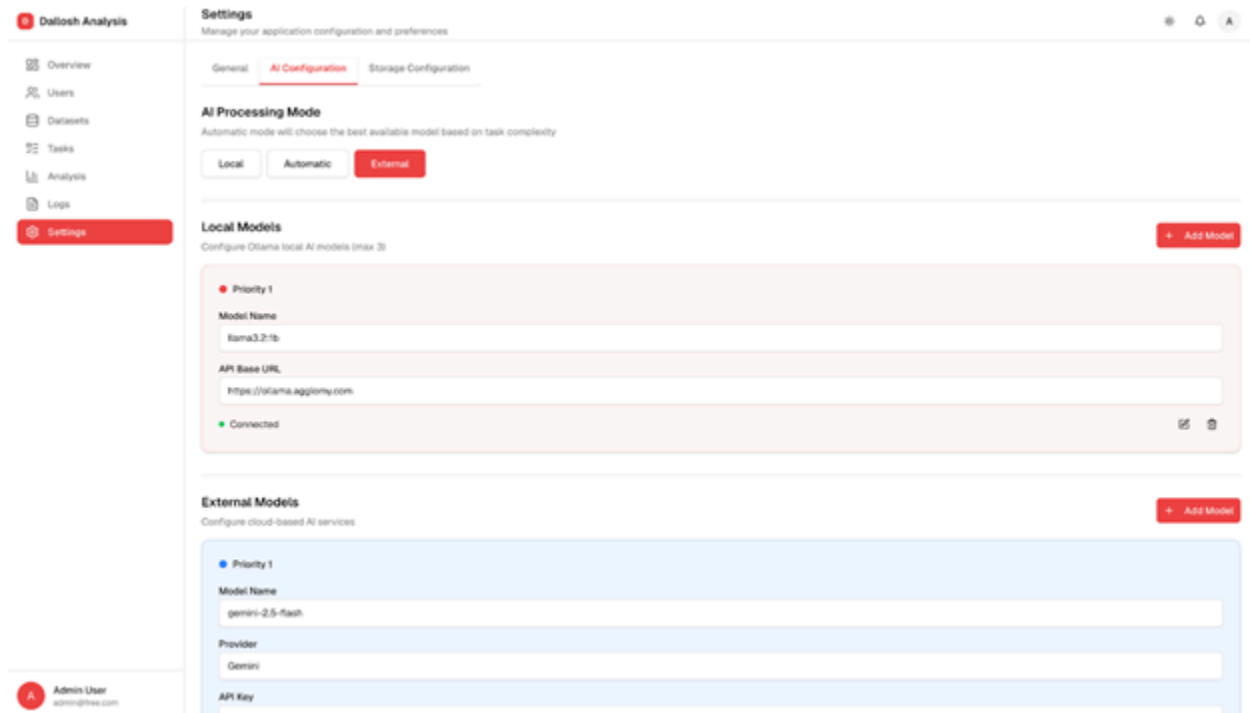 Dallosh Analysis
Overview
Users
Datasets
Tasks
Analysis
Logs
Settings
A
Admin User
admin@free.com
Settings
Manage your application configuration and preferences
A
General
AI Configuration
Storage Configuration
AI Processing Mode
Automatic mode will choose the best available model based on task complexity
Local
Automatic
External
Local Models
Configure Ollama local AI models (max 3)
+ Add Model
Priority 1
Model Name
llama3.2:1b
API Base URL
https://ollama.agglomy.com
Connected
External Models
Configure cloud-based AI services
+ Add Model
Priority 1
Model Name
gemini-2.5-flash
Provider
Gemini
API Key